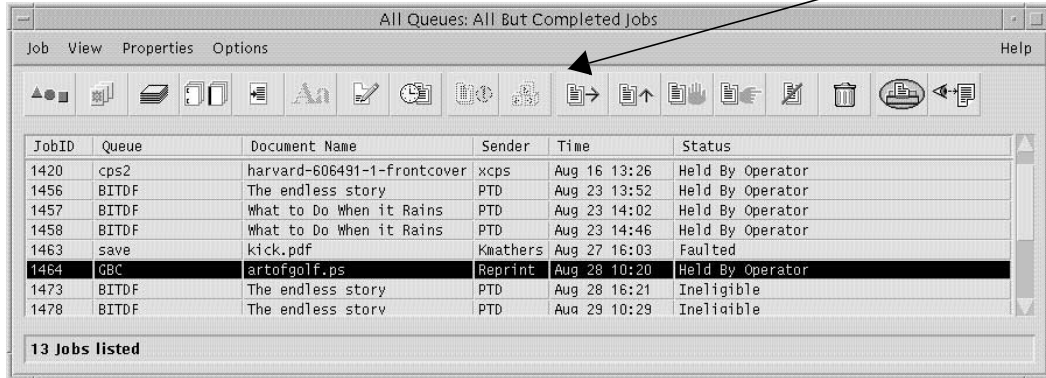 All Queues: All But Completed Jobs
Job View Properties Options Help
Aa
JobID Queue Document Name Sender Time Status
1420 cps2 harvard-606491-1-frontcover xcps Aug 16 13:26 Held By Operator
1456 BITDF The endless story PTD Aug 23 13:52 Held By Operator
1457 BITDF What to Do When it Rains PTD Aug 23 14:02 Held By Operator
1458 BITDF What to Do When it Rains PTD Aug 23 14:46 Held By Operator
1463 save kick.pdf Kmathers Aug 27 16:03 Faulted
1464 GBC artofgolf.ps Reprint Aug 28 10:20 Held By Operator
1473 BITDF The endless story PTD Aug 28 16:21 Ineligible
1478 BITDF The endless story PTD Aug 29 10:29 Ineligible
13 Jobs listed